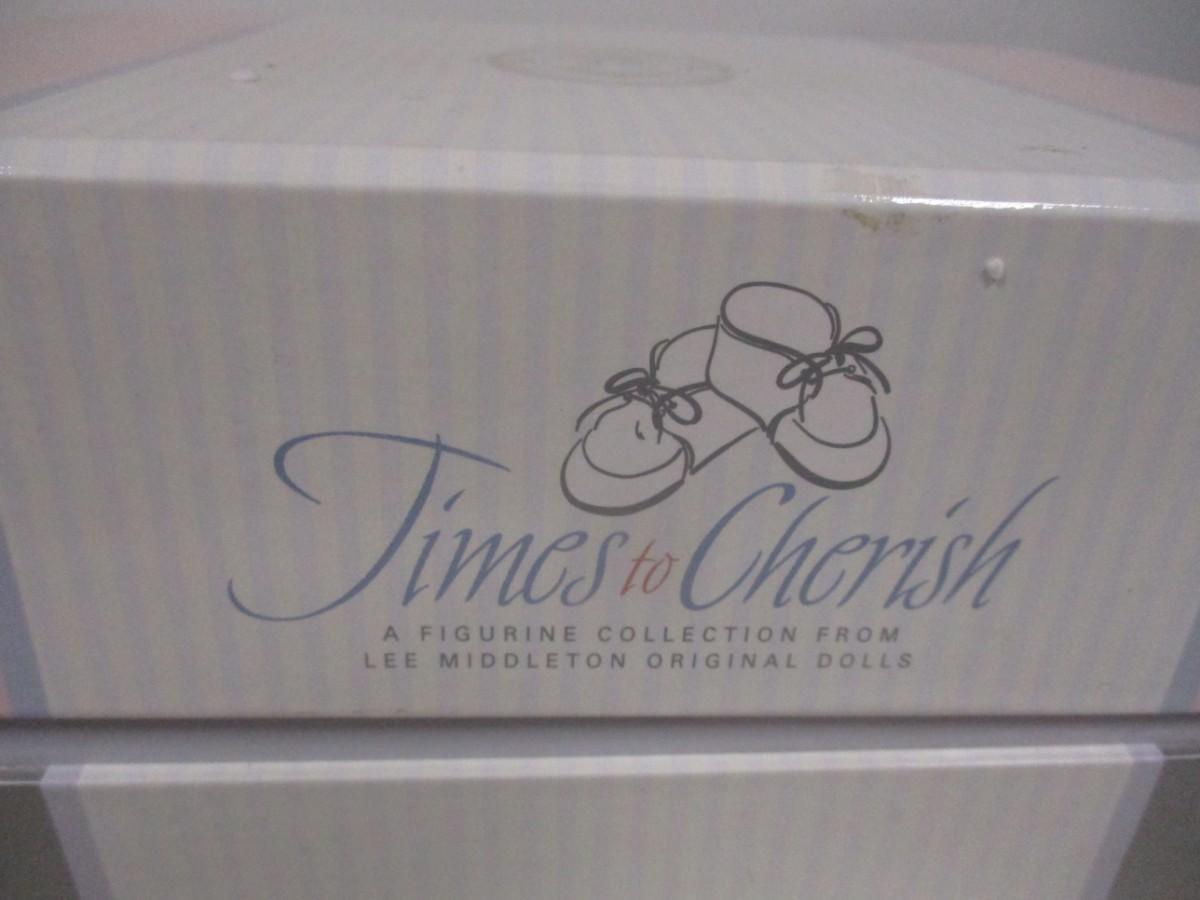 Times to Cherish
A FIGURINE COLLECTION FROM
LEE MIDDLETON ORIGINAL DOLLS